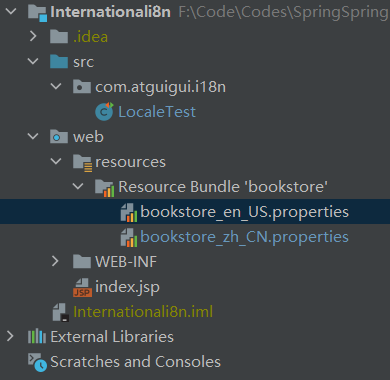 Internationali8n F:\Code\Codes\SpringSpring
.idea
src
com.atguigui.i18n
LocaleTest
web
resources
Resource Bundle 'bookstore'
bookstore_en_US.properties
bookstore_zh_CN.properties
WEB-INF
index.jsp
Internationali8n.iml
External Libraries
Scratches and Consoles